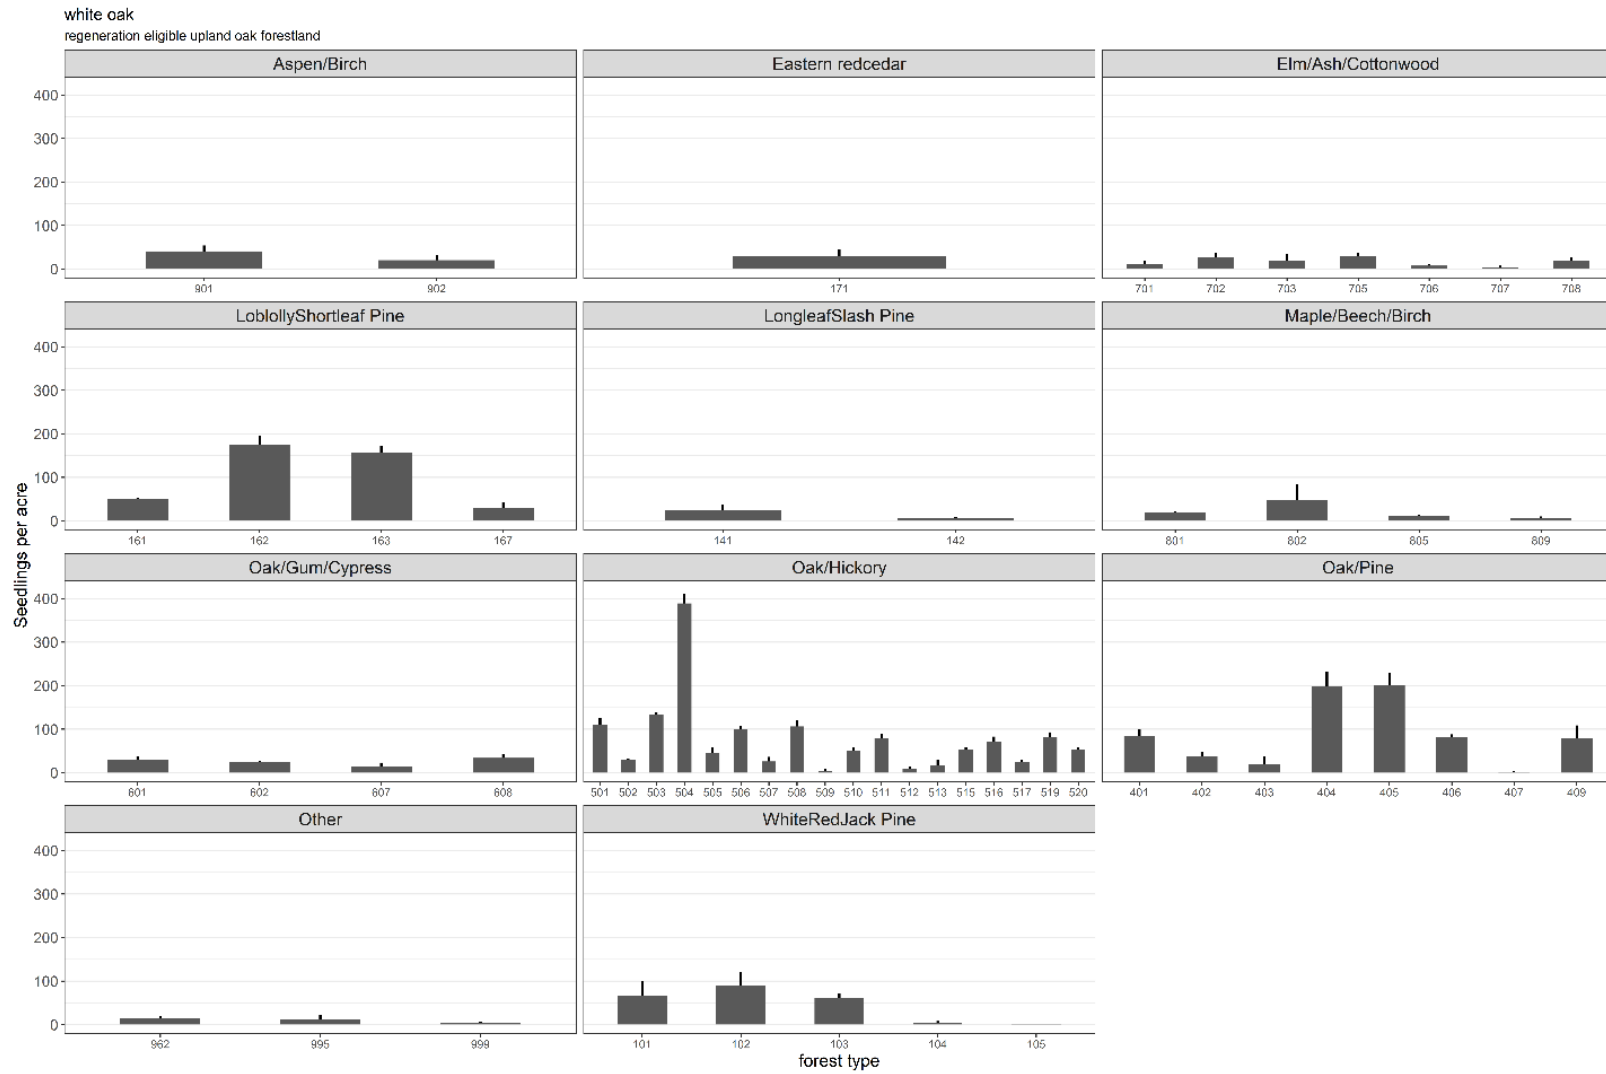 white oak
regeneration eligible upland oak forestland
Aspen/Birch
Eastern redcedar
Elm/Ash/Cottonwood
400
300
200
100
0
901 902
171
701 702 703 705 706 707 708
LoblollyShortleaf Pine
LongleafSlash Pine
Maple/Beech/Birch
400
300
200
100
0
161 162 163 167
141 142
801 802 805 809
Seedlings per acre
Oak/Gum/Cypress
Oak/Hickory
Oak/Pine
400
300
200
100
0
601 602 607 608
501 502 503 504 505 506 507 508 509 510 511 512 513 515 516 517 519 520
401 402 403 404 405 406 407 409
Other
WhiteRedJack Pine
400
300
200
100
0
962 995 999
101 102 103 104 105
forest type